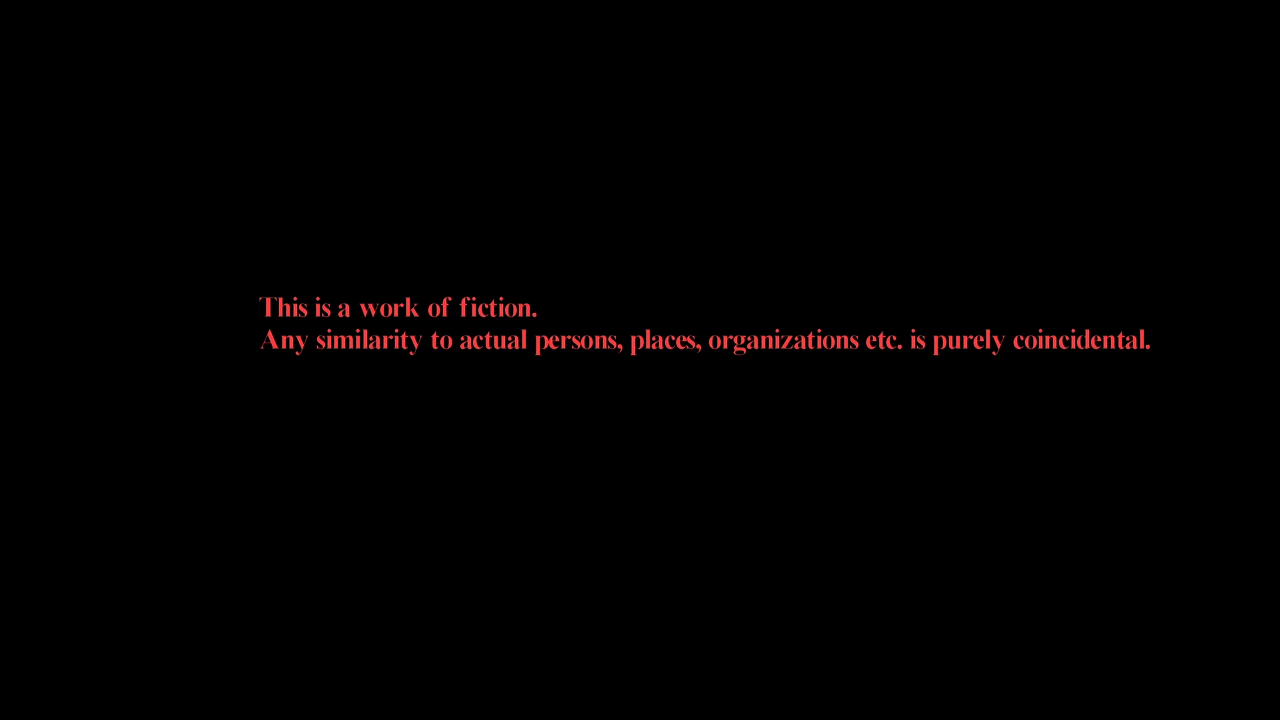 This is a work of fiction.
Any similarity to actual persons, places, organizations etc. is purely coincidental.